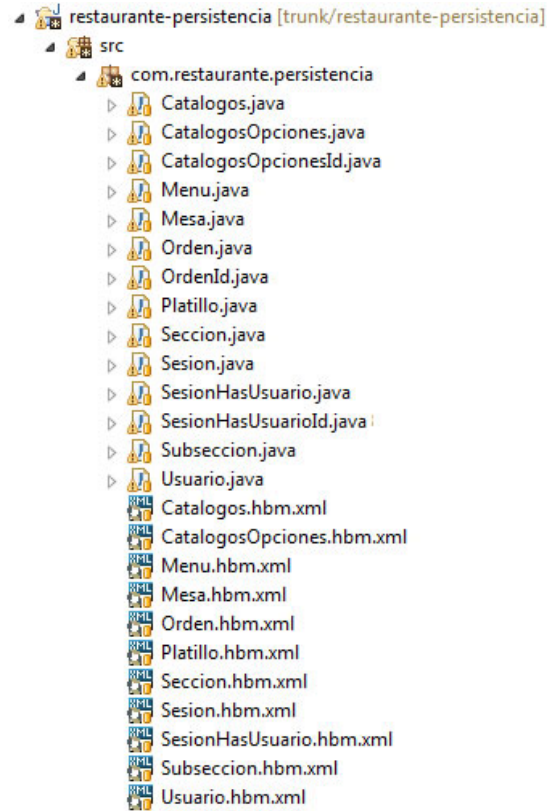 restaurante-persistencia [trunk/restaurante-persistencia]
src
com.restaurante.persistencia
Catalogos.java
CatalogosOpciones.java
CatalogosOpcionesId.java
Menu.java
Mesa.java
Orden.java
OrdenId.java
Platillo.java
Seccion.java
Sesion.java
SesionHasUsuario.java
SesionHasUsuarioId.java
Subseccion.java
Usuario.java
Catalogos.hbm.xml
CatalogosOpciones.hbm.xml
Menu.hbm.xml
Mesa.hbm.xml
Orden.hbm.xml
Platillo.hbm.xml
Seccion.hbm.xml
Sesion.hbm.xml
SesionHasUsuario.hbm.xml
Subseccion.hbm.xml
Usuario.hbm.xml